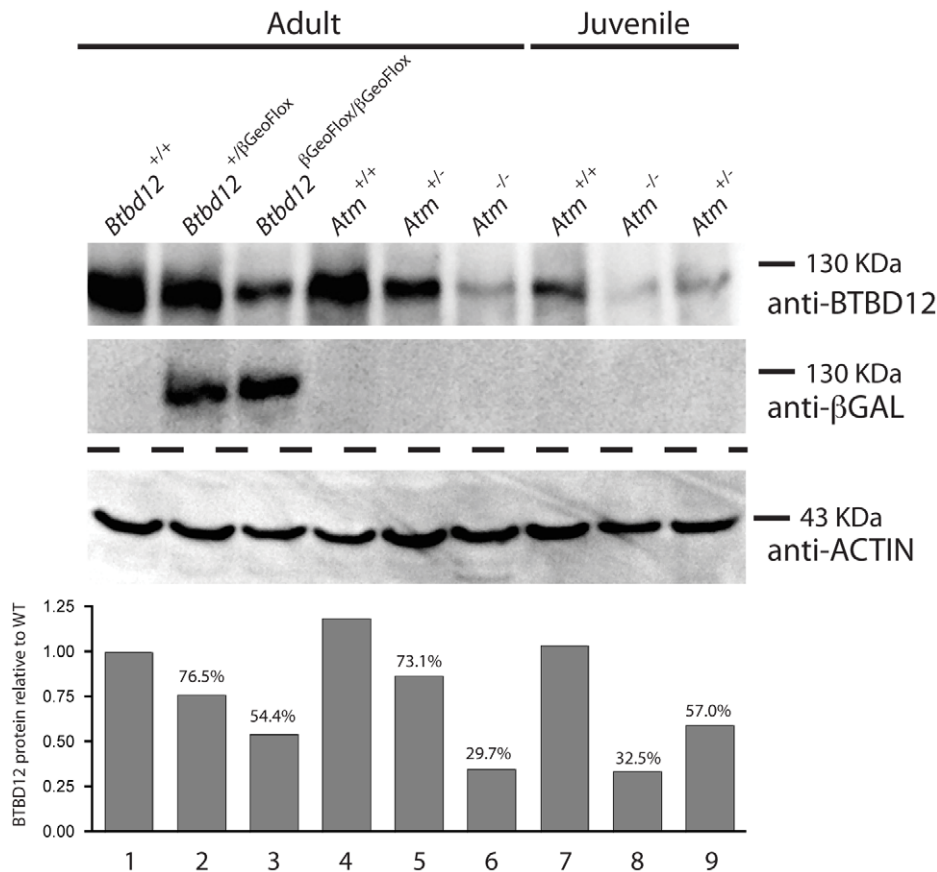 Adult Juvenile
Btbd12 +/+
Btbd12 +/βGeoFlox
Btbd12 βGeoFlox/βGeoFlox
Atm +/+
Atm +/-
Atm -/-
Atm +/+
Atm -/-
Atm +/-
130 KDa
anti-BTBD12
130 KDa
anti-βGAL
43 KDa
anti-ACTIN
BTBD12 protein relative to WT
1.25
1.00
0.75
0.50
0.25
0.00
76.5%
54.4%
73.1%
29.7%
32.5%
57.0%
1 2 3 4 5 6 7 8 9